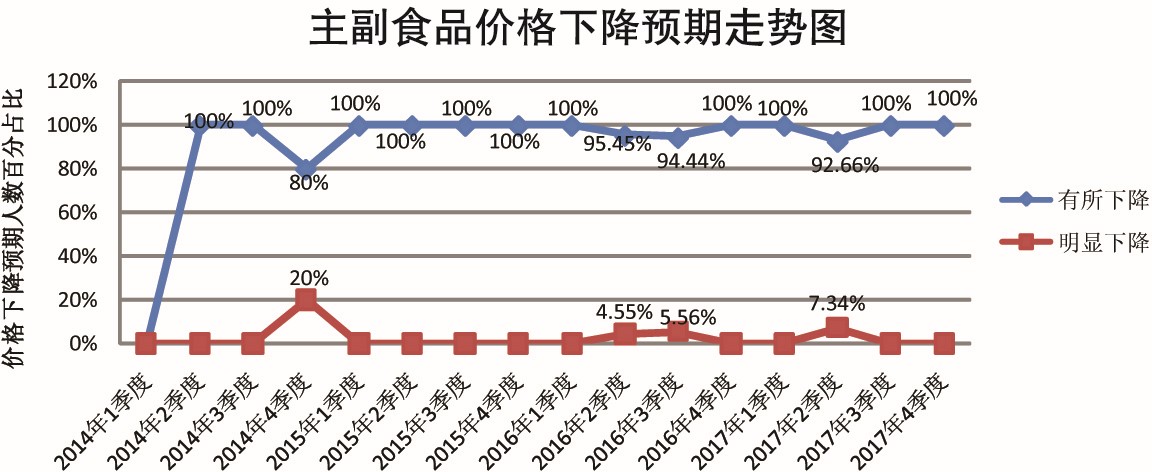 主副食品价格下降预期走势图
价格下降预期人数百分占比
120%
100%
80%
60%
40%
20%
0%
100%
100%
80%
100%
100%
100%
100%
100%
95.45%
94.44%
100%
100%
92.66%
100%
100%
20%
4.55%
5.56%
7.34%
有所下降
明显下降
2014年1季度
2014年2季度
2014年3季度
2014年4季度
2015年1季度
2015年2季度
2015年3季度
2015年4季度
2016年1季度
2016年2季度
2016年3季度
2016年4季度
2017年1季度
2017年2季度
2017年3季度
2017年4季度